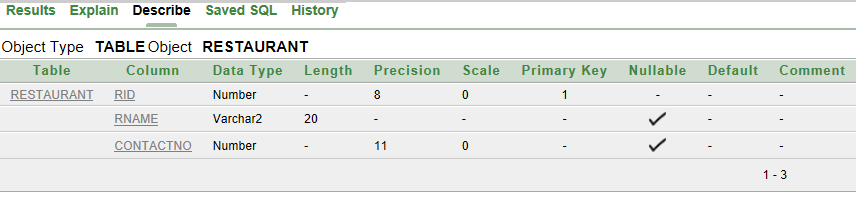 Results Explain Describe Saved SQL History
Object Type TABLE Object RESTAURANT
Table Column Data Type Length Precision Scale Primary Key Nullable Default Comment
RESTAURANT RID Number - 8 0 1 - - -
RNAME Varchar2 20 - - - ✓ - -
CONTACTNO Number - 11 0 - ✓ - -
1 - 3